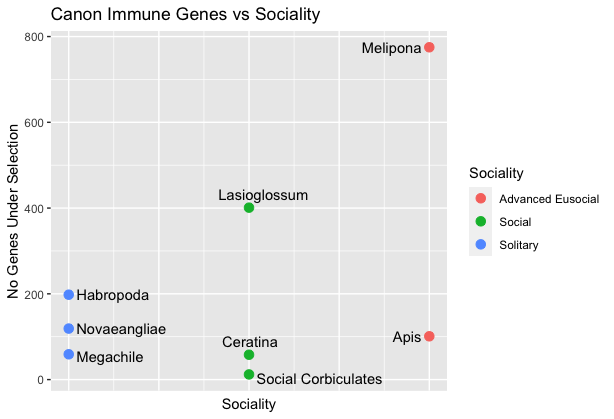 Canon Immune Genes vs Sociality
800
600
400
200
0
No Genes Under Selection
Melipona
Lasioglossum
Habropoda
Novaeangliae
Megachile
Ceratina
Apis
Social Corbiculates
Sociality
Sociality
Advanced Eusocial
Social
Solitary